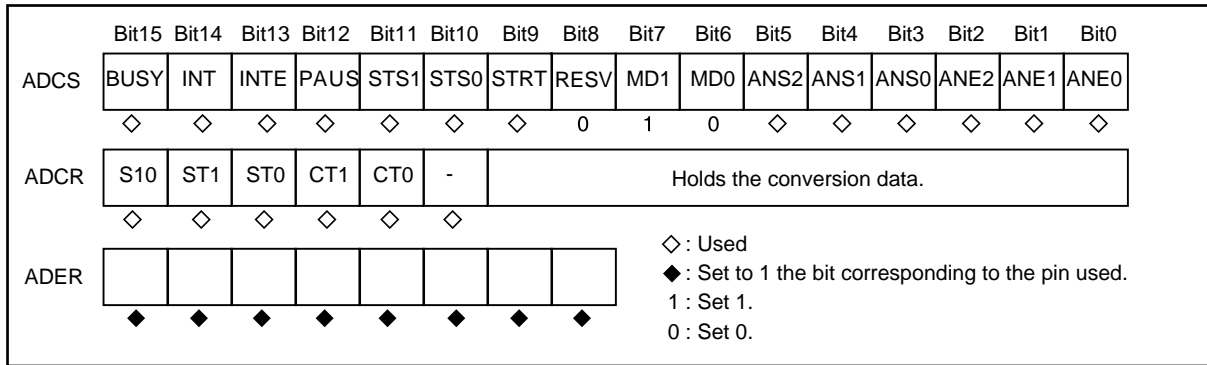 Bit15 Bit14 Bit13 Bit12 Bit11 Bit10 Bit9 Bit8 Bit7 Bit6 Bit5 Bit4 Bit3 Bit2 Bit1 Bit0
ADCS BUSY INT INTE PAUS STS1 STS0 STRT RESV MD1 MD0 ANS2 ANS1 ANS0 ANE2 ANE1 ANE0
◇ ◇ ◇ ◇ ◇ ◇ ◇ 0 1 0 ◇ ◇ ◇ ◇ ◇ ◇
ADCR S10 ST1 ST0 CT1 CT0 - Holds the conversion data.
◇ ◇ ◇ ◇ ◇ ◇
ADER
◆ ◆ ◆ ◆ ◆ ◆ ◆ ◆
◇ : Used
◆ : Set to 1 the bit corresponding to the pin used.
1 : Set 1.
0 : Set 0.